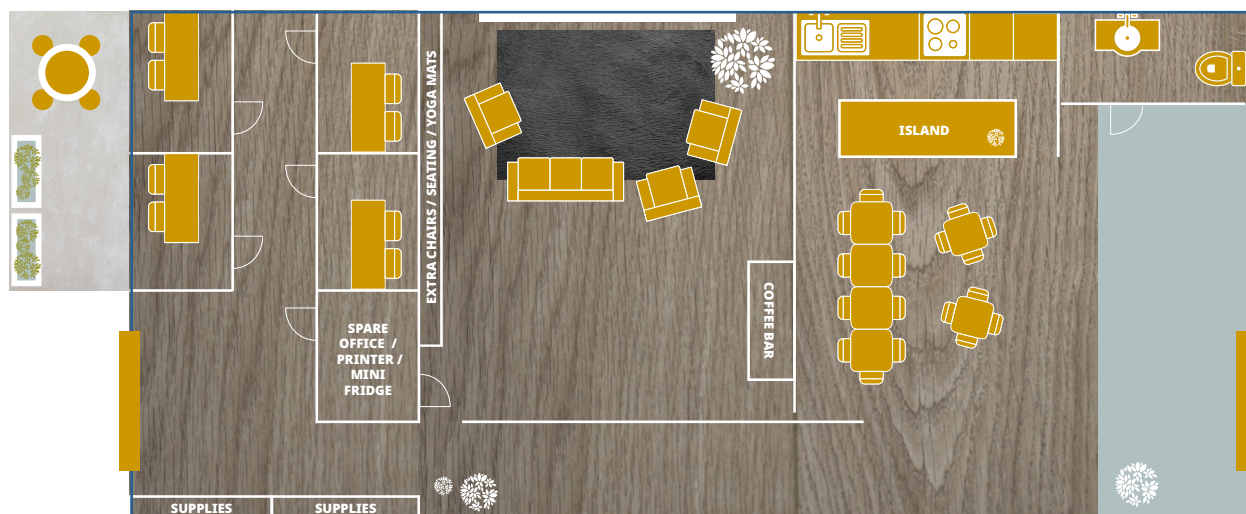 EXTRA CHAIRS / SEATING / YOGA MATS
ISLAND
COFFEE BAR
SPARE
OFFICE /
PRINTER /
MINI
FRIDGE
SUPPLIES
SUPPLIES